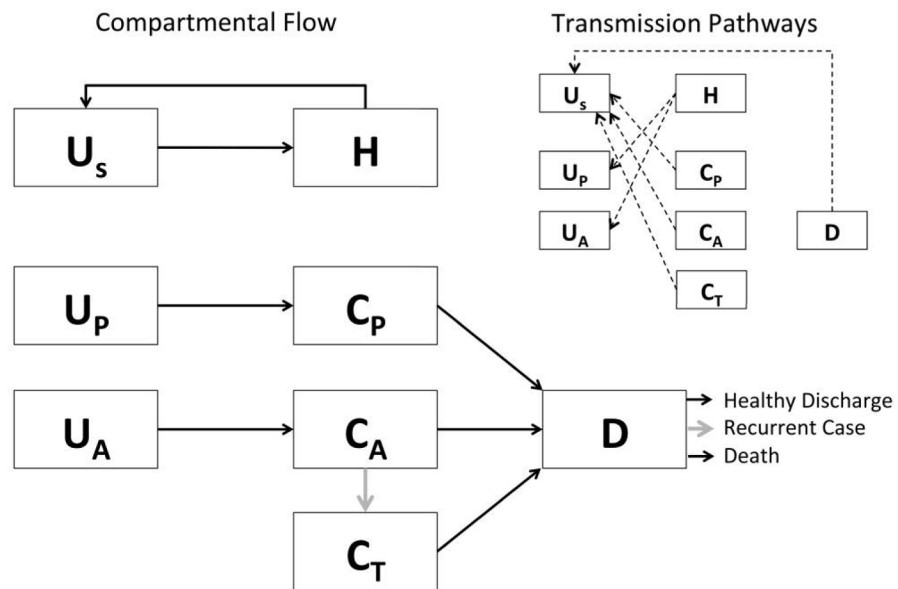 Compartmental Flow
Transmission Pathways
Us H
UP CP
UA CA D
CT
Healthy Discharge
Recurrent Case
Death
Us H
UP CP
UA CA D
CT